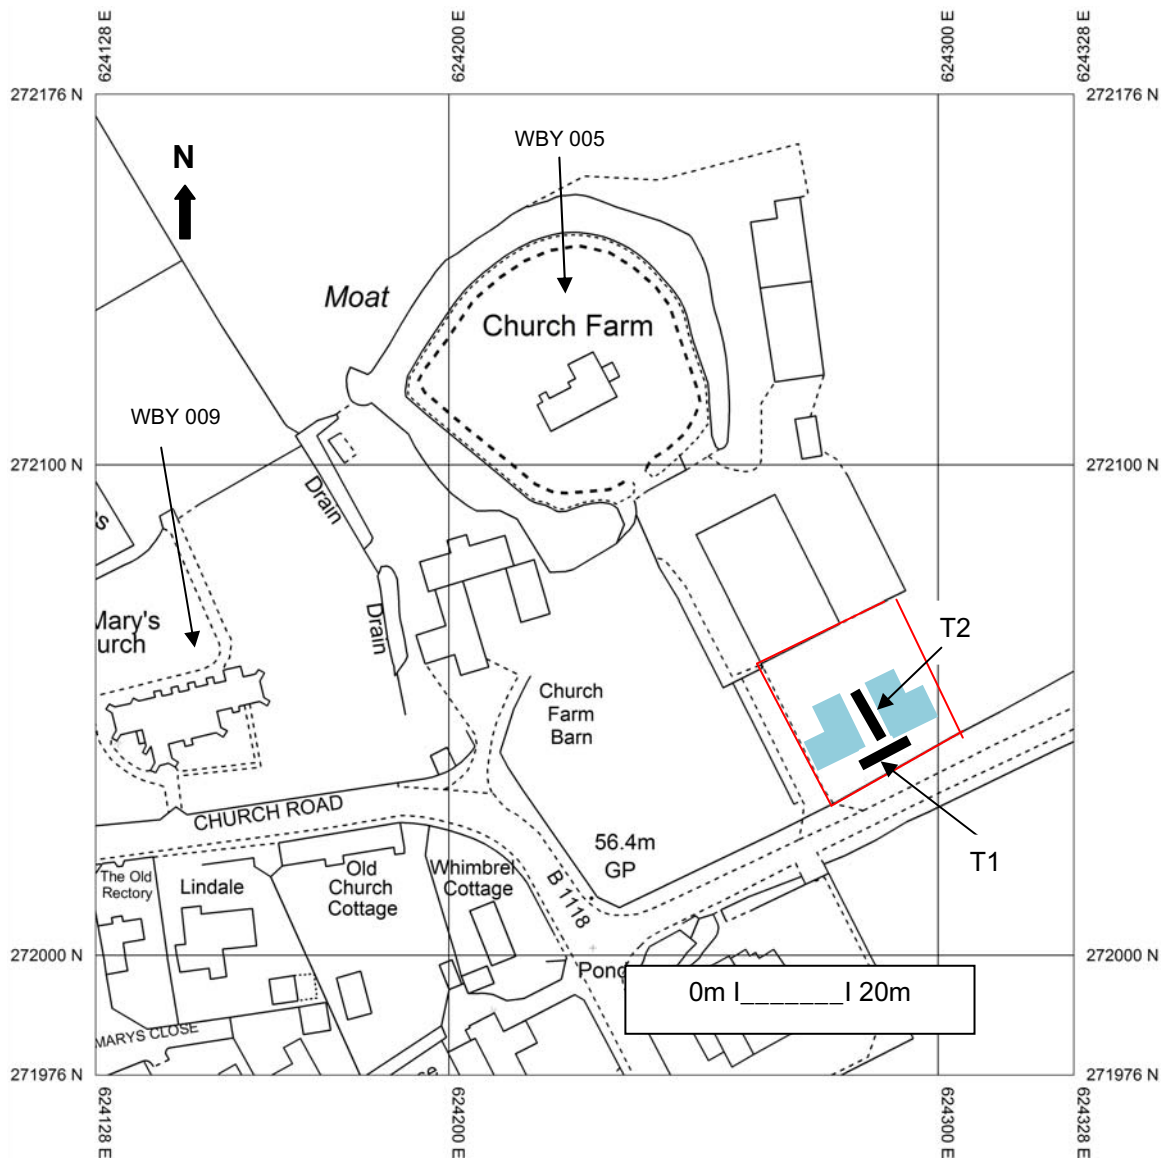 624128 E
624200 E
624300 E
624328 E
272176 N
272176 N
WBY 005
N
Moat
Church Farm
WBY 009
272100 N
272100 N
Drain
Mary's
urch
Drain
T2
Church
Farm
Barn
CHURCH ROAD
56.4m
GP
T1
The Old
Rectory
Lindale
Old
Church
Cottage
Whimbrel
Cottage
B 1118
272000 N
272000 N
Pond
0m I_______I 20m
MARYS CLOSE
271976 N
271976 N
624128 E
624200 E
624300 E
624328 E